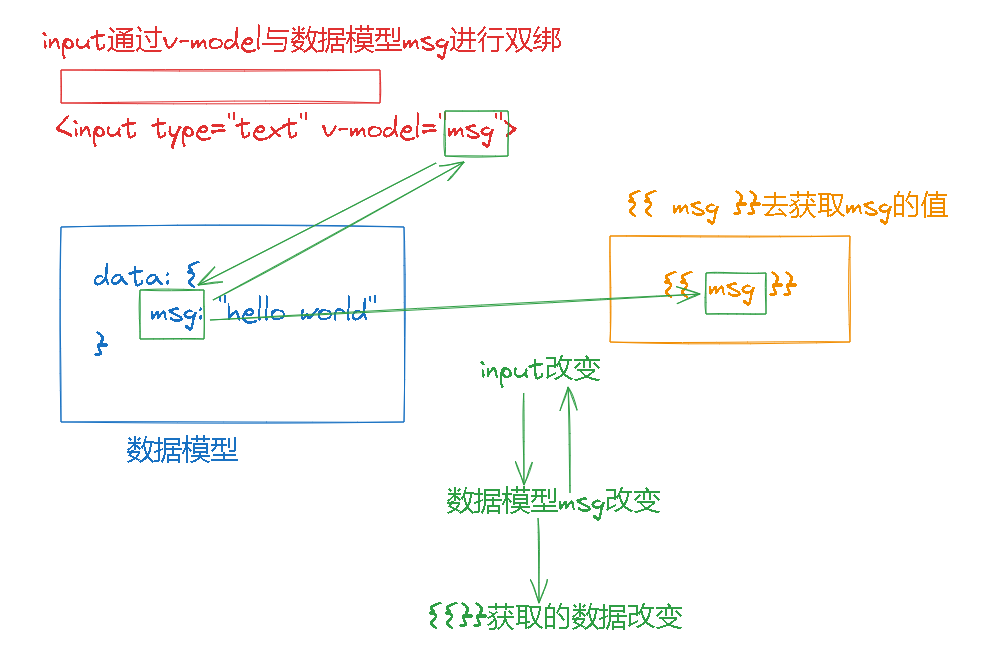 input通过v-model与数据模型msg进行双绑
<input type="text" v-model="msg">
{{ msg }}去获取msg的值
data: {
msg: "hello world"
}
{{ msg }}
数据模型
input改变
数据模型msg改变
{{}}获取的数据改变